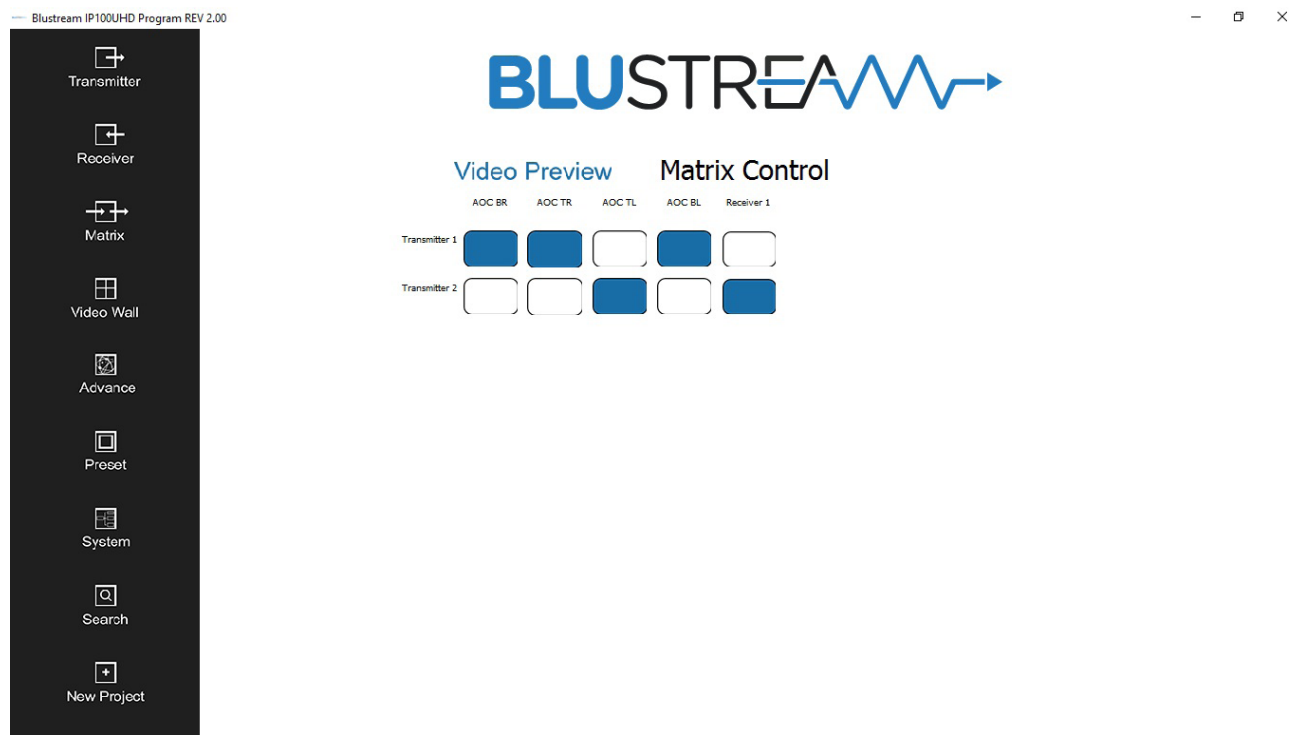 Blustream IP100UHD Program REV 2.00
Transmitter
Receiver
Matrix
Video Wall
Advance
Preset
System
Search
New Project
BLUSTREAM
Video Preview Matrix Control
AOC BR AOC TR AOC TL AOC BL Receiver 1
Transmitter 1
Transmitter 2